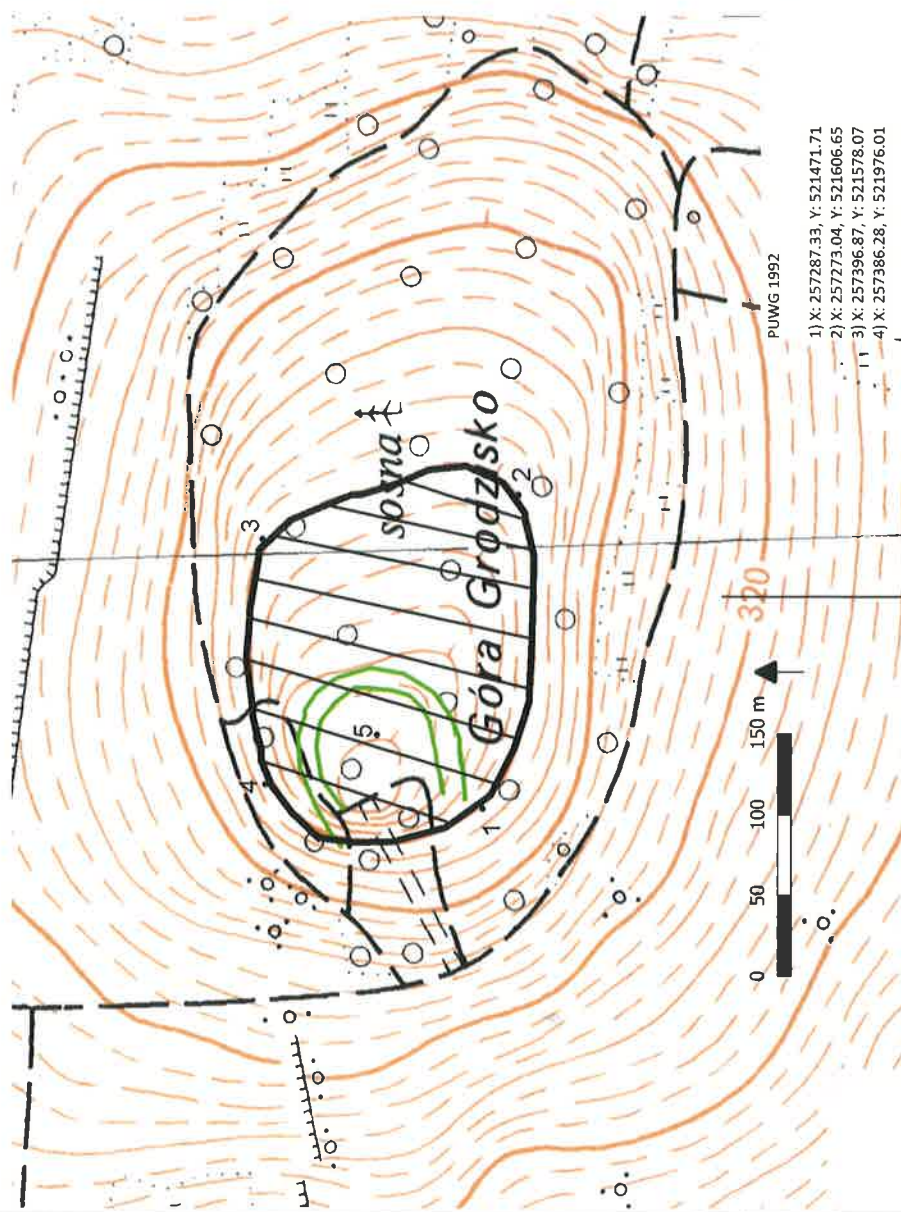 3
sosna
2
Góra Grodzisko
4
5
1
320
0 50 100 150 m
PUWG 1992
1) X: 257287.33, Y: 521471.71
2) X: 257273.04, Y: 521606.65
3) X: 257396.87, Y: 521578.07
4) X: 257386.28, Y: 521976.01